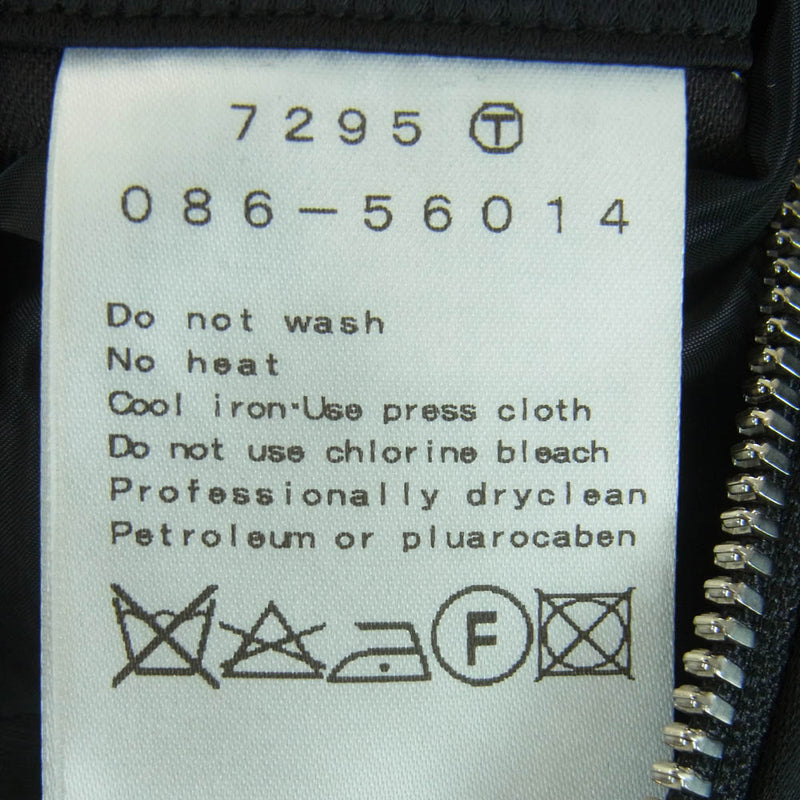 7295 Ⓣ
086-56014
Do not wash
No heat
Cool iron·Use press cloth
Do not use chlorine bleach
Professionally dryclean
Petroleum or pluarocaben
F